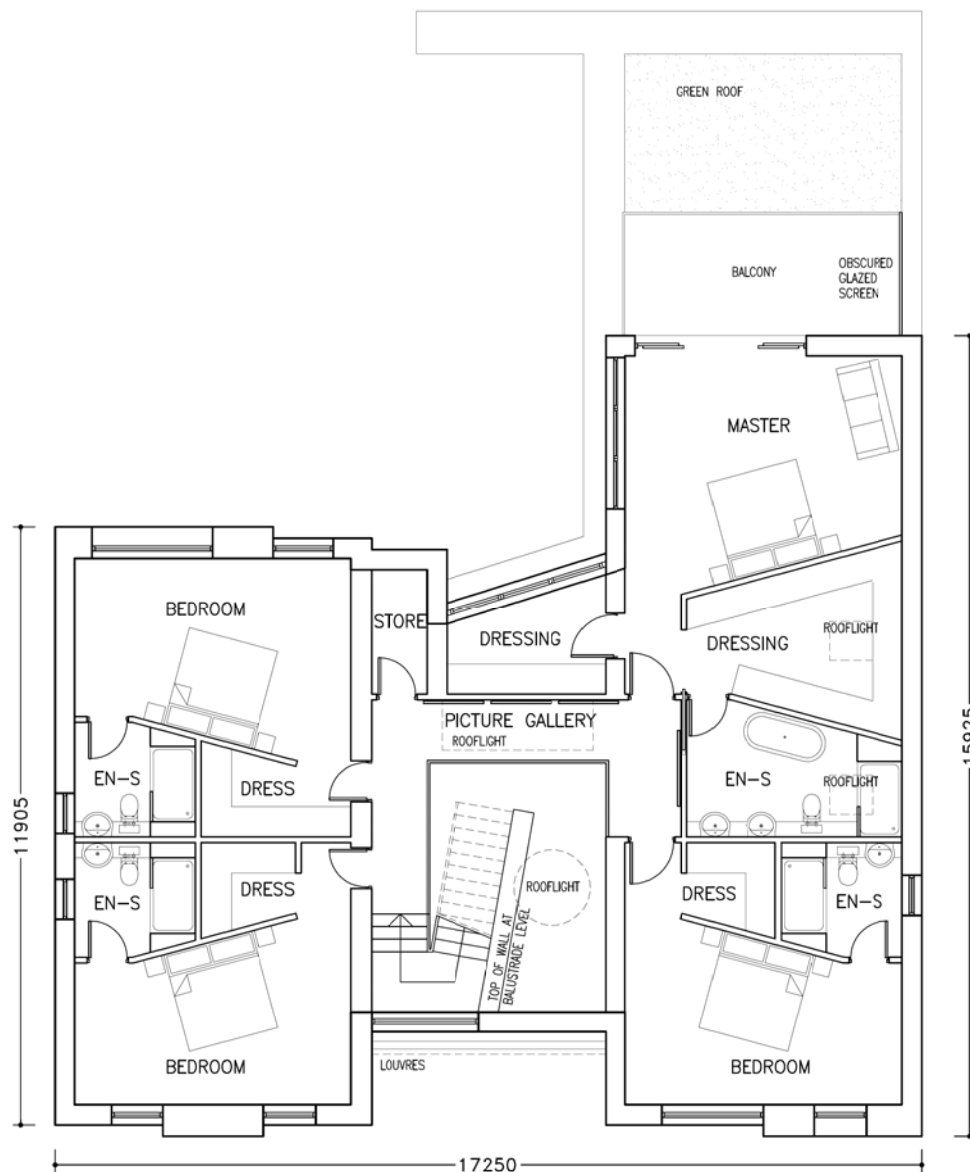 GREEN ROOF
BALCONY
OBSCURED
GLAZED
SCREEN
MASTER
BEDROOM
STORE
DRESSING
DRESSING
ROOFLIGHT
PICTURE GALLERY
ROOFLIGHT
EN-S
DRESS
EN-S
ROOFLIGHT
11905
15925
EN-S
DRESS
ROOFLIGHT
DRESS
EN-S
TOP OF WALL AT
BALUSTRADE LEVEL
BEDROOM
LOUVRES
BEDROOM
17250